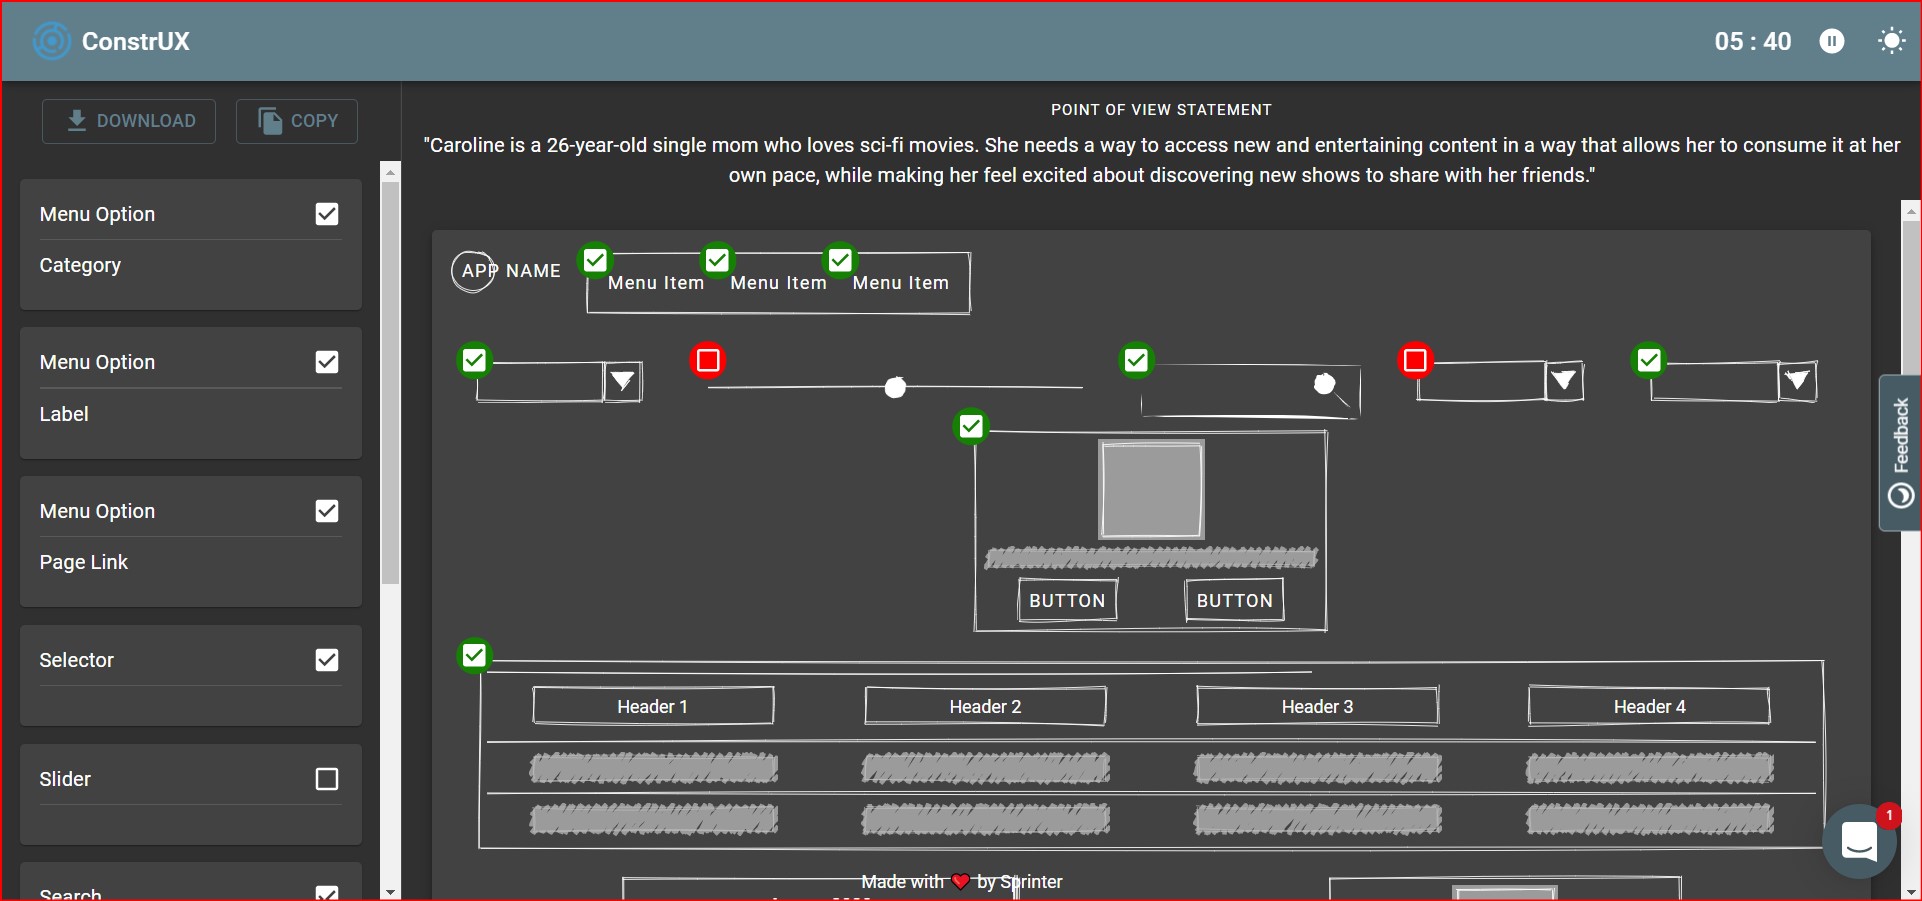 ConstrUX
05 : 40
DOWNLOAD
COPY
POINT OF VIEW STATEMENT
"Caroline is a 26-year-old single mom who loves sci-fi movies. She needs a way to access new and entertaining content in a way that allows her to consume it at her
own pace, while making her feel excited about discovering new shows to share with her friends."
Menu Option
Category
Menu Option
Label
Menu Option
Page Link
Selector
Slider
Search
APP NAME
Menu Item
Menu Item
Menu Item
BUTTON
BUTTON
Header 1
Header 2
Header 3
Header 4
Feedback
1
Made with ❤ by Sprinter